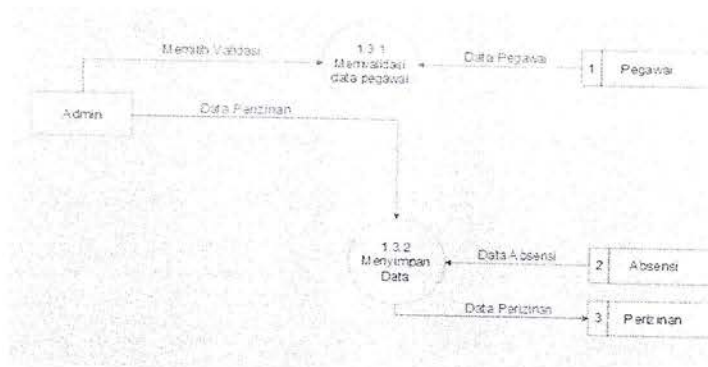 Memilih Validasi
1.3.1
Memvalidasi
data pegawai
Data Pegawai
1 Pegawai
Admin
Data Perizinan
1.3.2
Menyimpan
Data
Data Absensi
2 Absensi
Data Perizinan
3 Perizinan